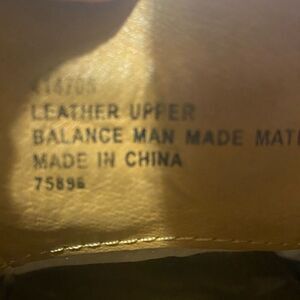 LEATHER UPPER
BALANCE MAN MADE MAT
MADE IN CHINA
75896